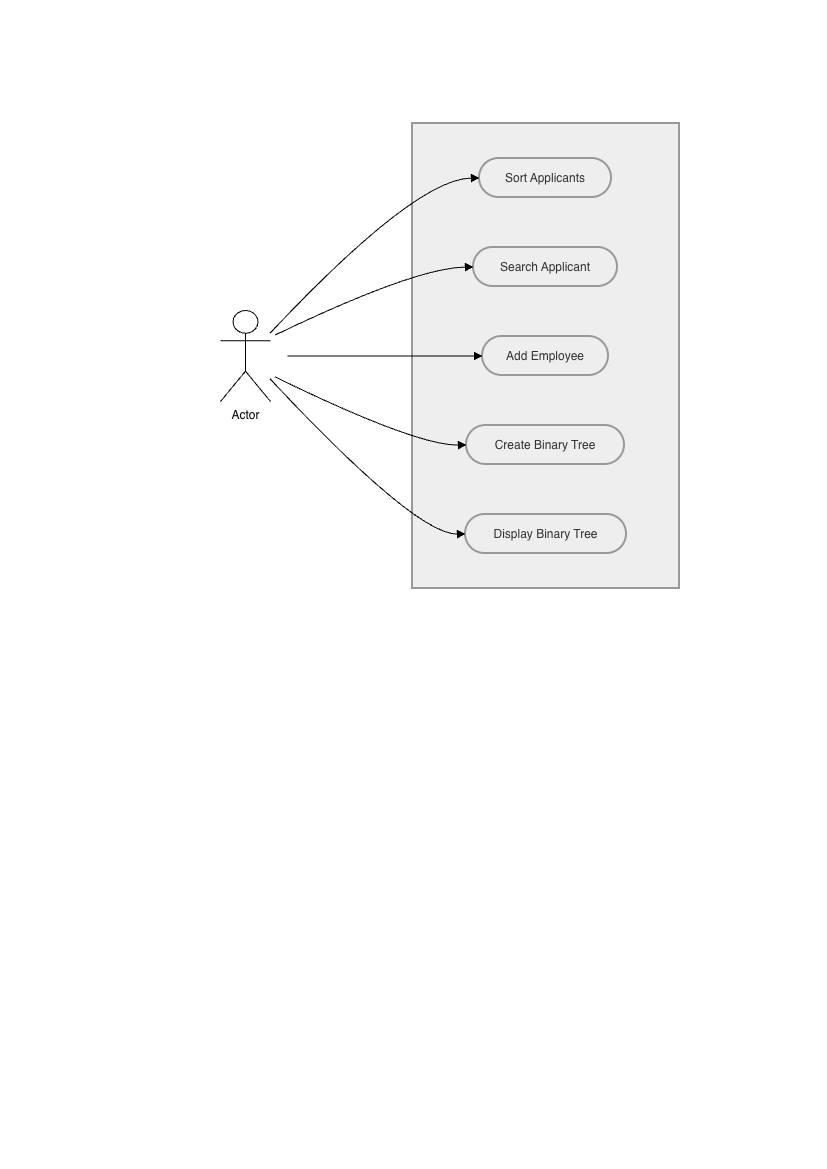 Sort Applicants
Search Applicant
Add Employee
Actor
Create Binary Tree
Display Binary Tree